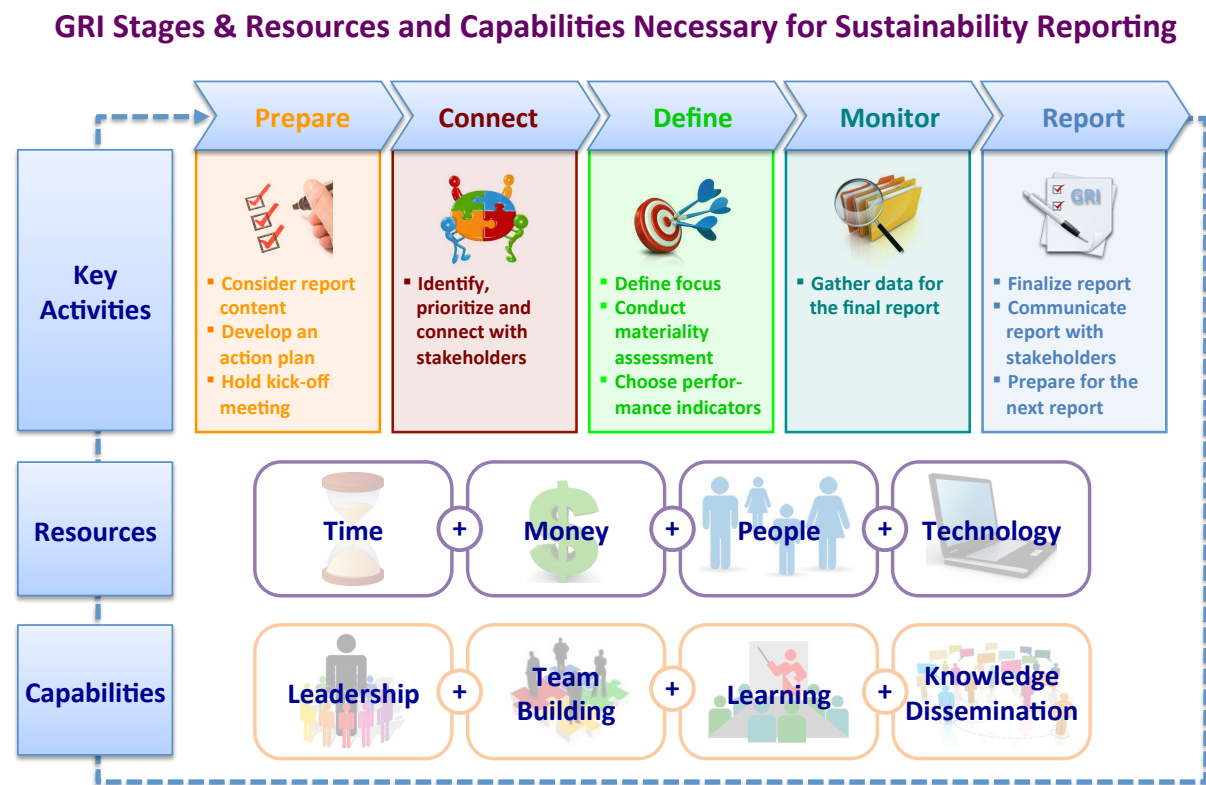 GRI Stages & Resources and Capabilities Necessary for Sustainability Reporting
Prepare
Connect
Define
Monitor
Report
Key
Activities
GRI
▪ Consider report
content
▪ Develop an
action plan
▪ Hold kick-off
meeting
▪ Identify,
prioritize and
connect with
stakeholders
▪ Define focus
▪ Conduct
materiality
assessment
▪ Choose perfor-
mance indicators
▪ Gather data for
the final report
▪ Finalize report
▪ Communicate
report with
stakeholders
▪ Prepare for the
next report
Resources
Time
+
Money
+
People
+
Technology
Capabilities
Leadership
+
Team
Building
+
Learning
+
Knowledge
Dissemination